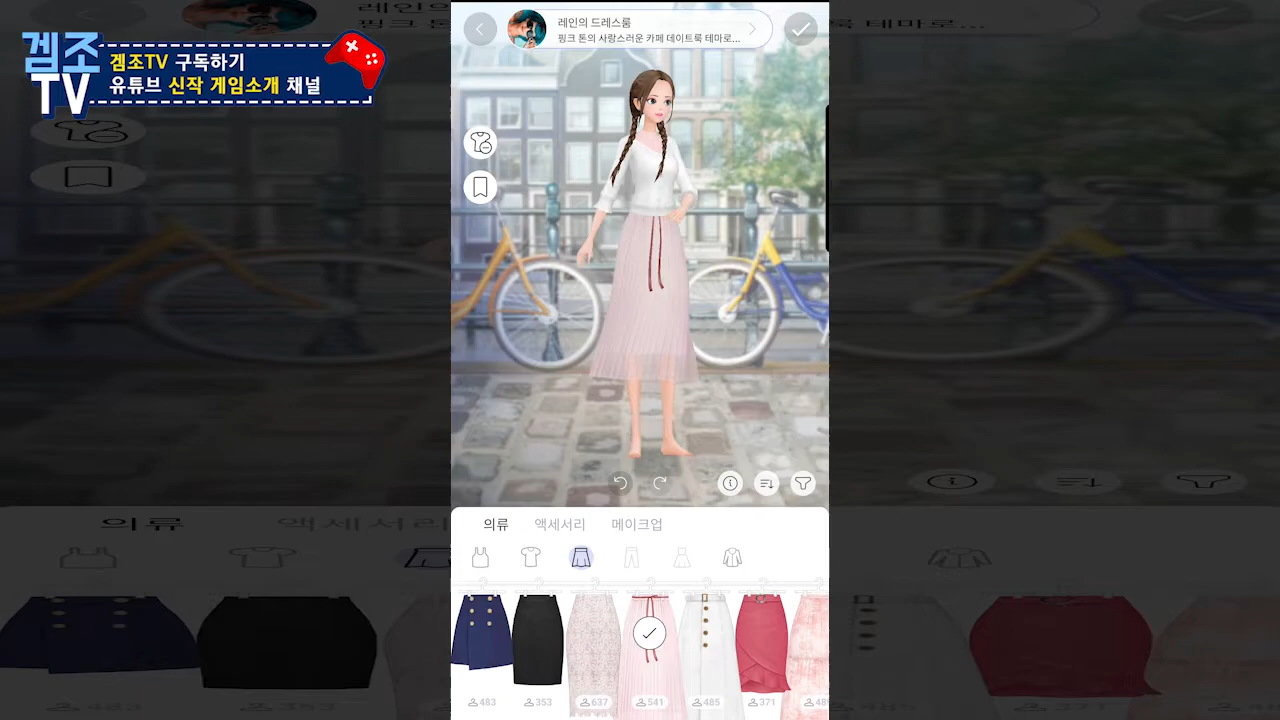 레인의 드레스룸
핑크 톤의 사랑스러운 카페 데이트룩 테마로...
겜조
TV
겜조TV 구독하기
유튜브 신작 게임소개 채널
의류 액세서리 메이크업
483 353 637 541 485 371